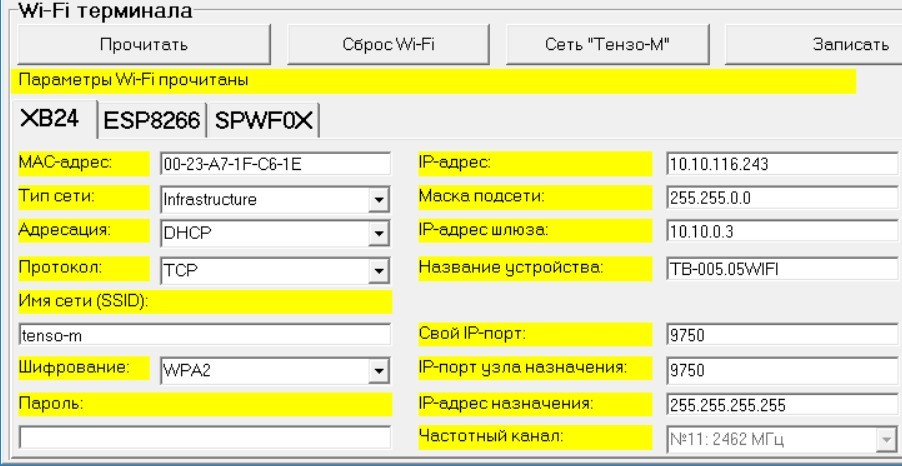 Wi-Fi терминала
Прочитать Сброс Wi-Fi Сеть "Тензо-М" Записать
Параметры Wi-Fi прочитаны
XB24 ESP8266 SPWF0X
MAC-адрес: 00-23-A7-1F-C6-1E IP-адрес: 10.10.116.243
Тип сети: Infrastructure Маска подсети: 255.255.0.0
Адресация: DHCP IP-адрес шлюза: 10.10.0.3
Протокол: TCP Название устройства: TB-005.05WIFI
Имя сети (SSID):
tenso-m Свой IP-порт: 9750
Шифрование: WPA2 IP-порт узла назначения: 9750
Пароль: IP-адрес назначения: 255.255.255.255
Частотный канал: №11: 2462 МГц